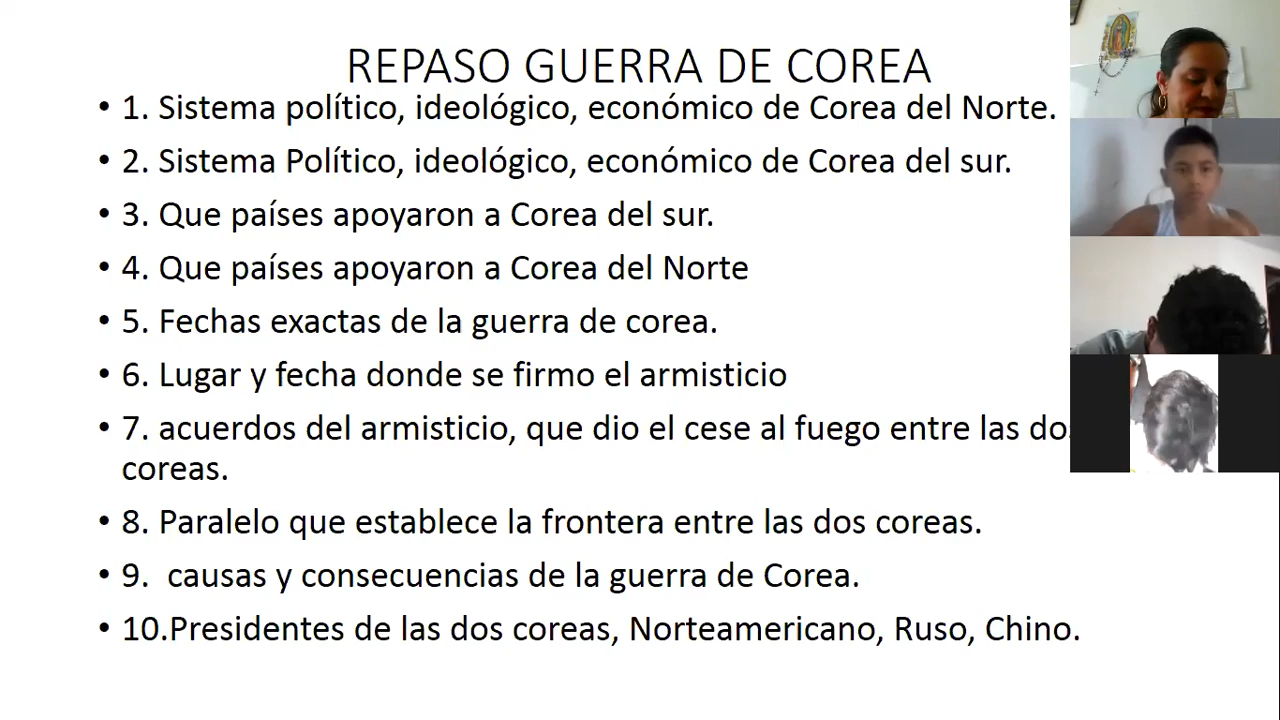 REPASO GUERRA DE COREA
• 1. Sistema político, ideológico, económico de Corea del Norte.
• 2. Sistema Político, ideológico, económico de Corea del sur.
• 3. Que países apoyaron a Corea del sur.
• 4. Que países apoyaron a Corea del Norte
• 5. Fechas exactas de la guerra de corea.
• 6. Lugar y fecha donde se firmo el armisticio
• 7. acuerdos del armisticio, que dio el cese al fuego entre las dos
coreas.
• 8. Paralelo que establece la frontera entre las dos coreas.
• 9.  causas y consecuencias de la guerra de Corea.
• 10.Presidentes de las dos coreas, Norteamericano, Ruso, Chino.